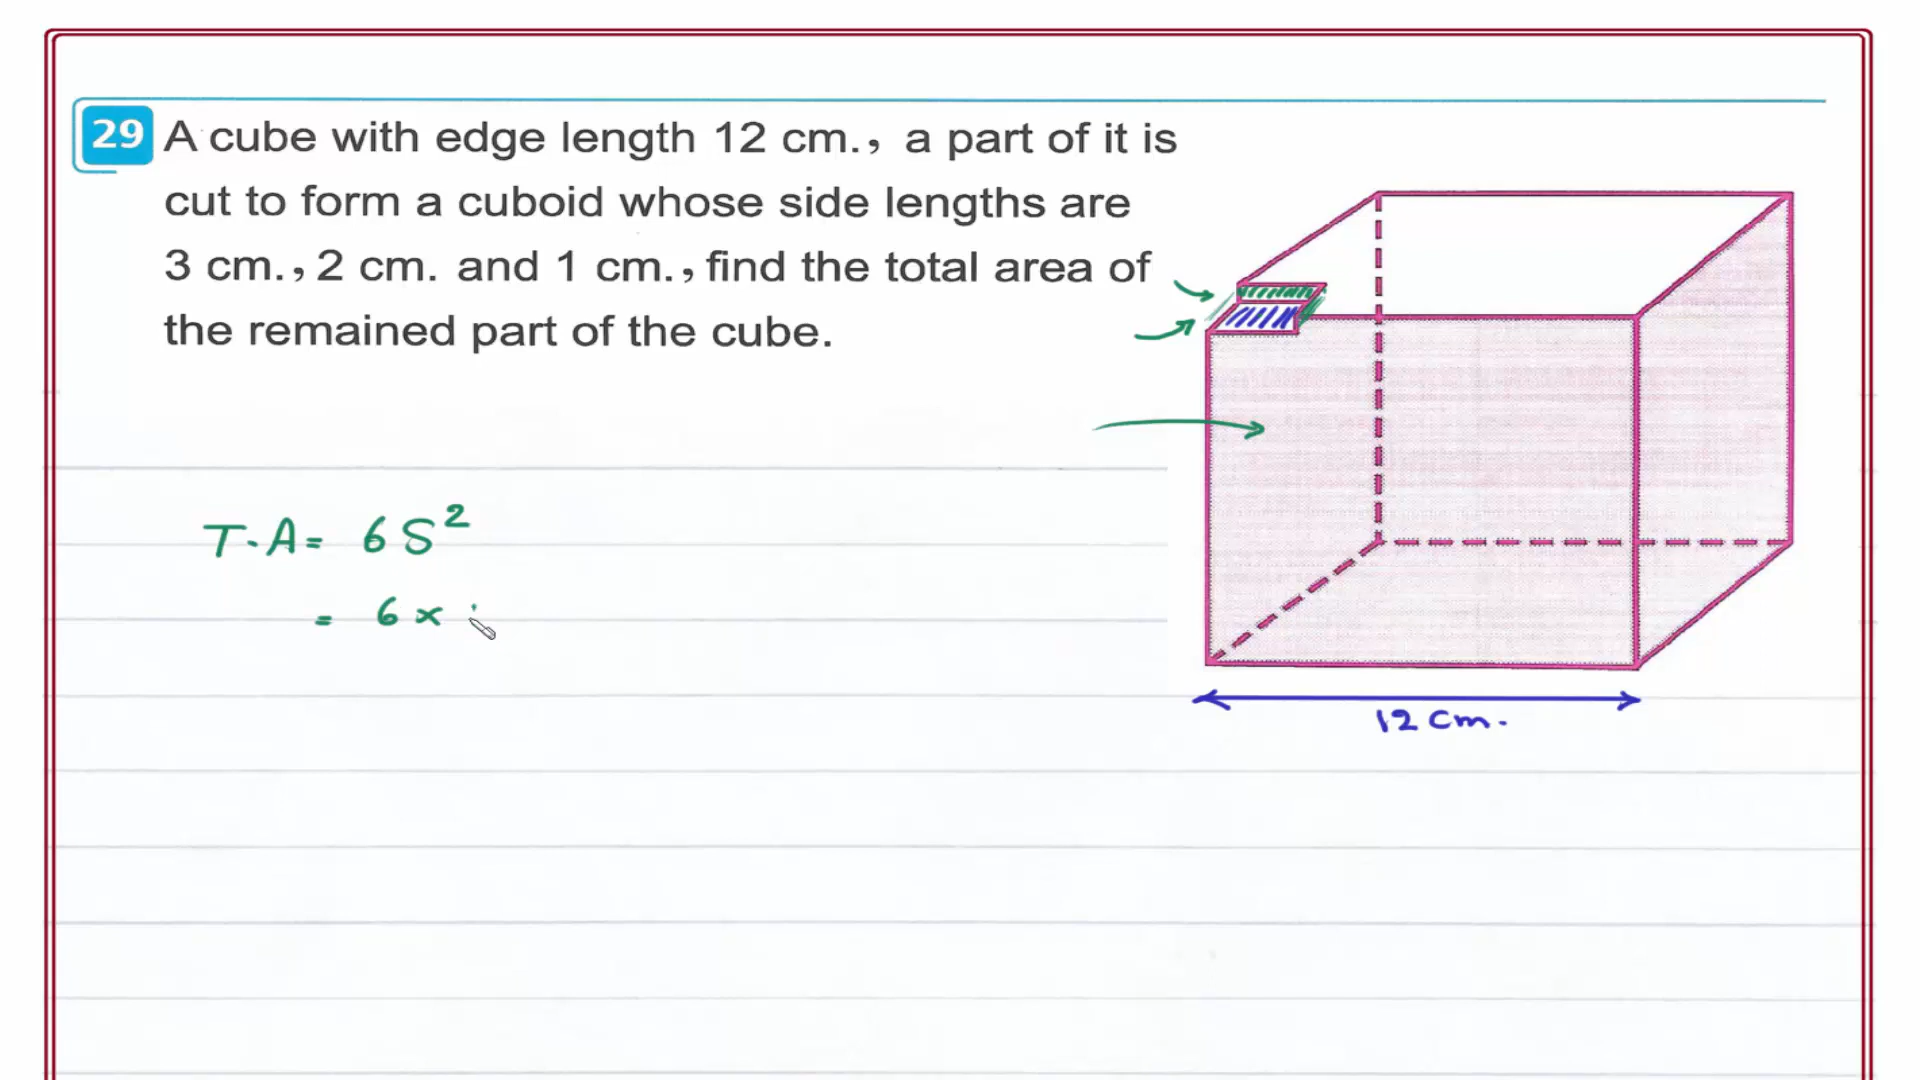 29 A cube with edge length 12 cm., a part of it is
cut to form a cuboid whose side lengths are
3 cm., 2 cm. and 1 cm., find the total area of
the remained part of the cube.
T.A = 6 S²
= 6 ×
12 cm.